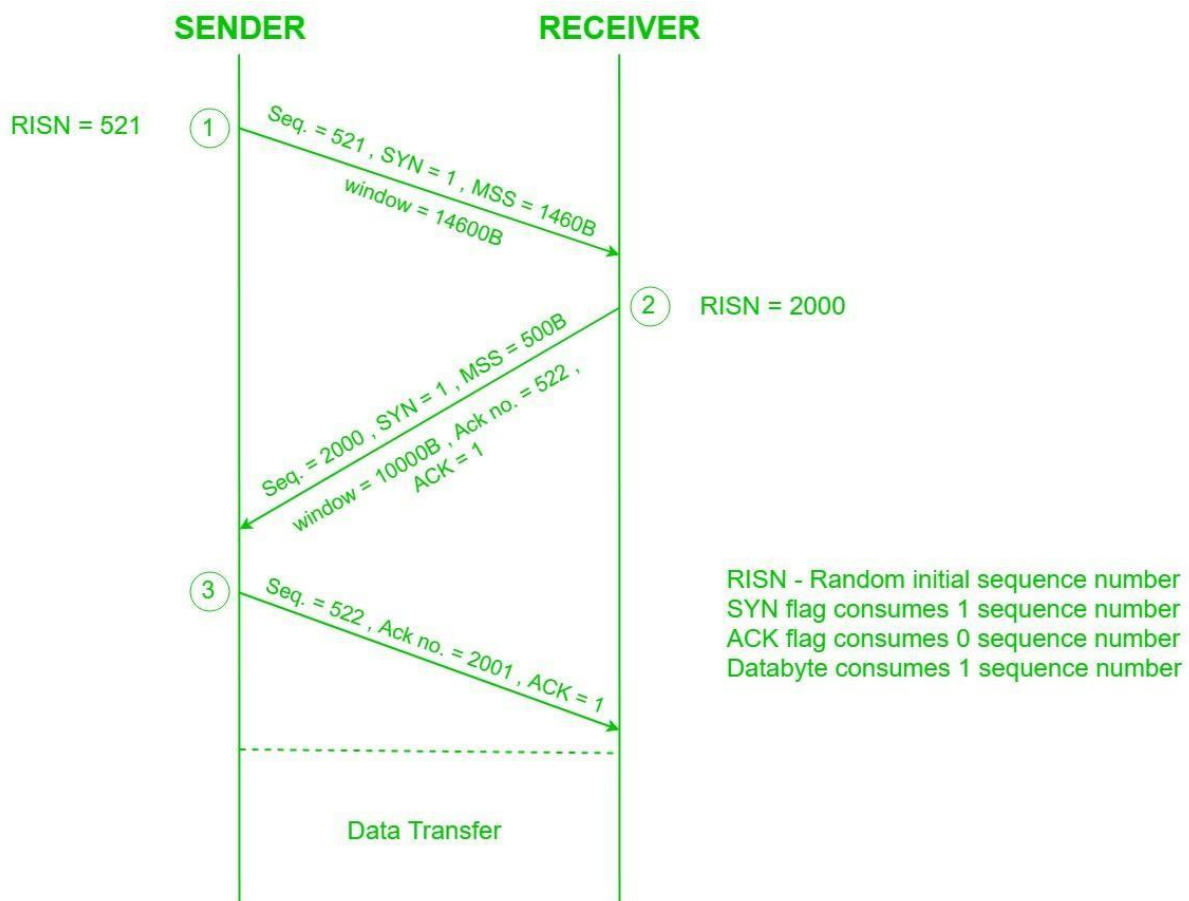 SENDER
RECEIVER
RISN = 521
1
Seq. = 521 , SYN = 1 , MSS = 1460B
window = 14600B
2
RISN = 2000
Seq. = 2000 , SYN = 1 , MSS = 500B
window = 10000B , Ack no. = 522 ,
ACK = 1
3
Seq. = 522 , Ack no. = 2001 , ACK = 1
RISN - Random initial sequence number
SYN flag consumes 1 sequence number
ACK flag consumes 0 sequence number
Databyte consumes 1 sequence number
Data Transfer